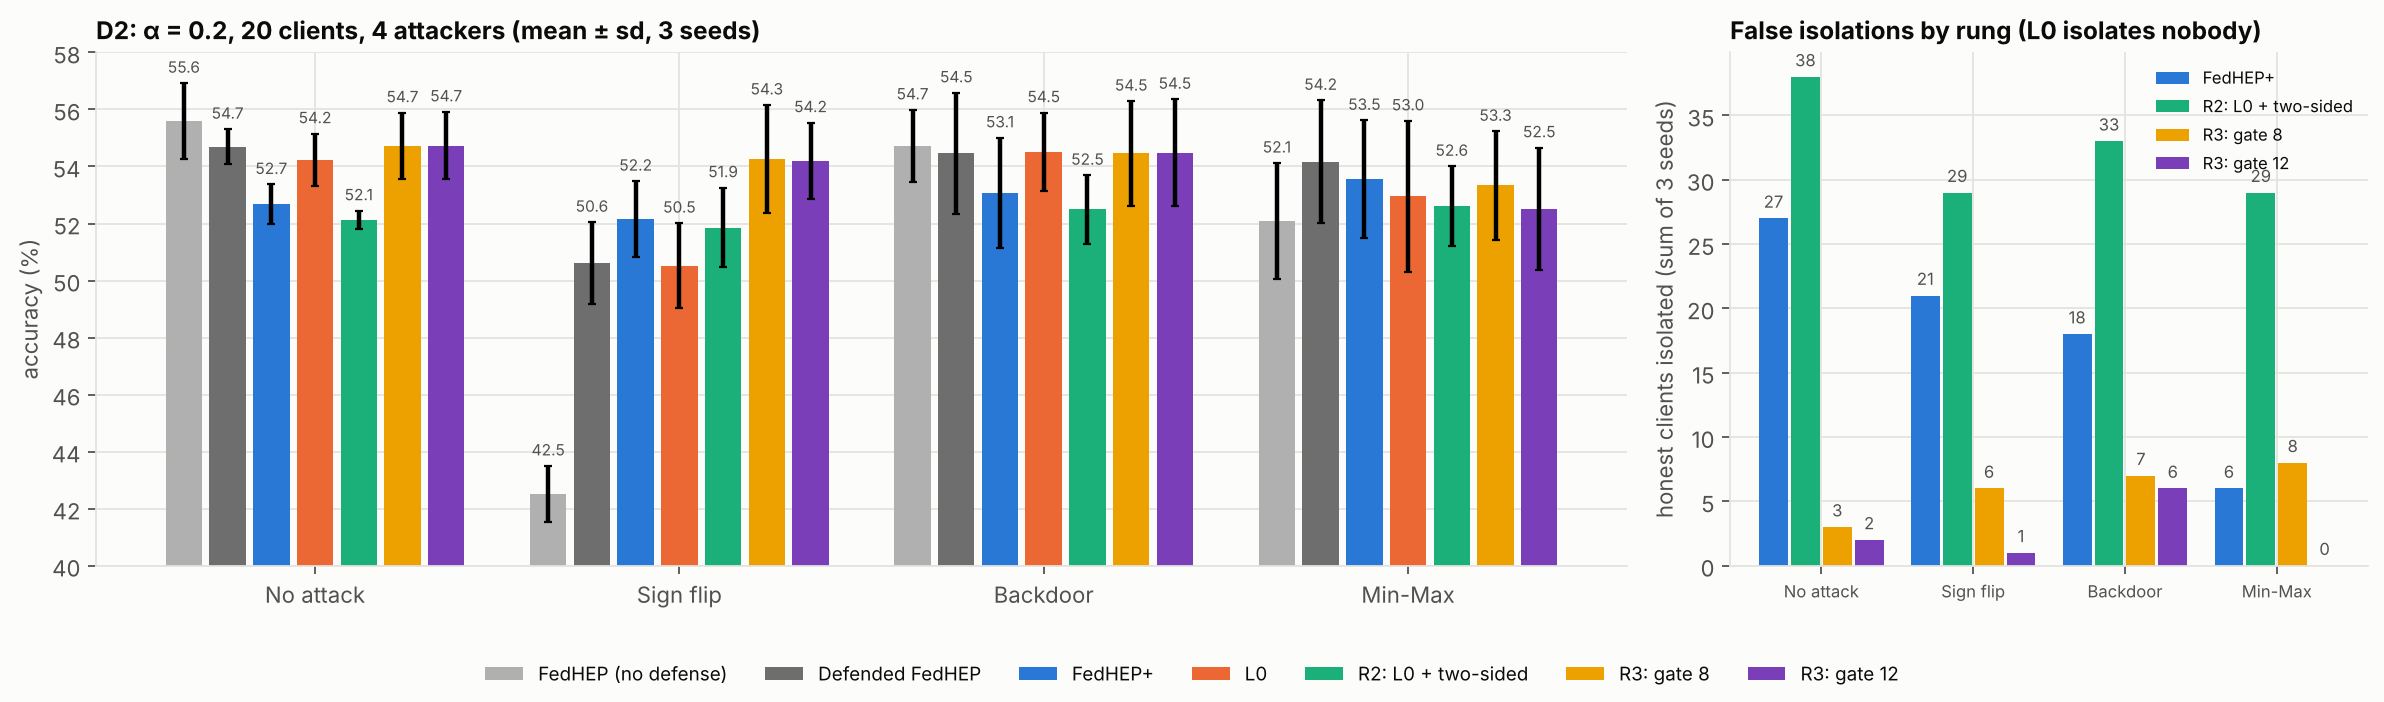 D2: α = 0.2, 20 clients, 4 attackers (mean ± sd, 3 seeds)
accuracy (%)
58
56
54
52
50
48
46
44
42
40
55.6
54.7
52.7
54.2
52.1
54.7
54.7
42.5
50.6
52.2
50.5
51.9
54.3
54.2
54.7
54.5
53.1
54.5
52.5
54.5
54.5
52.1
54.2
53.5
53.0
52.6
53.3
52.5
No attack
Sign flip
Backdoor
Min-Max
False isolations by rung (L0 isolates nobody)
honest clients isolated (sum of 3 seeds)
35
30
25
20
15
10
5
0
27
38
3
2
21
29
6
1
18
33
7
6
6
29
8
0
FedHEP+
R2: L0 + two-sided
R3: gate 8
R3: gate 12
No attack
Sign flip
Backdoor
Min-Max
FedHEP (no defense)
Defended FedHEP
FedHEP+
L0
R2: L0 + two-sided
R3: gate 8
R3: gate 12